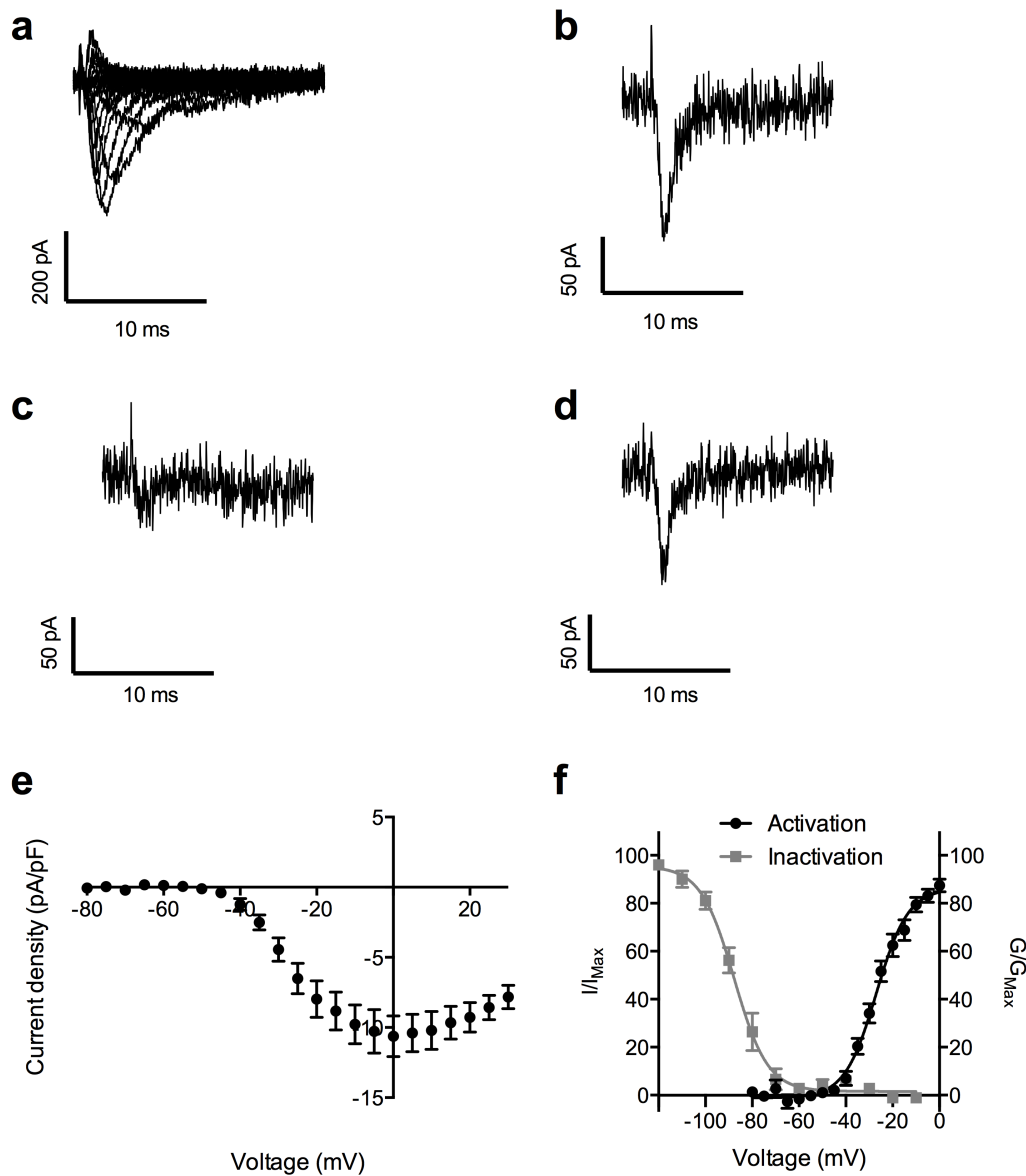 a
200 pA
10 ms
b
50 pA
10 ms
c
50 pA
10 ms
d
50 pA
10 ms
e
Current density (pA/pF)
5
-80 -60 -40 -20 20
-5
-10
-15
Voltage (mV)
f
Activation
Inactivation
I/IMax
100 100
80 80
60 60
40 40
20 20
0 0
-100 -80 -60 -40 -20 0
G/GMax
Voltage (mV)